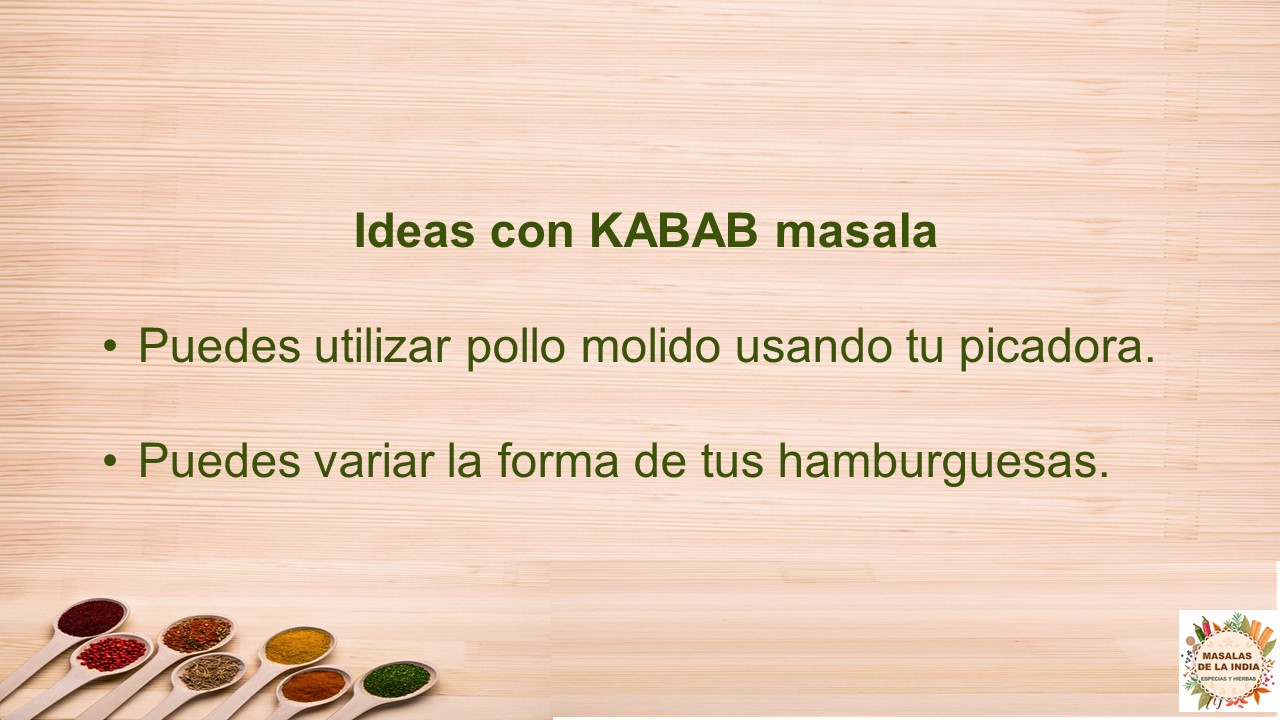 Ideas con KABAB masala
• Puedes utilizar pollo molido usando tu picadora.
• Puedes variar la forma de tus hamburguesas.
MASALAS
DE LA INDIA
ESPECIAS Y HIERBAS